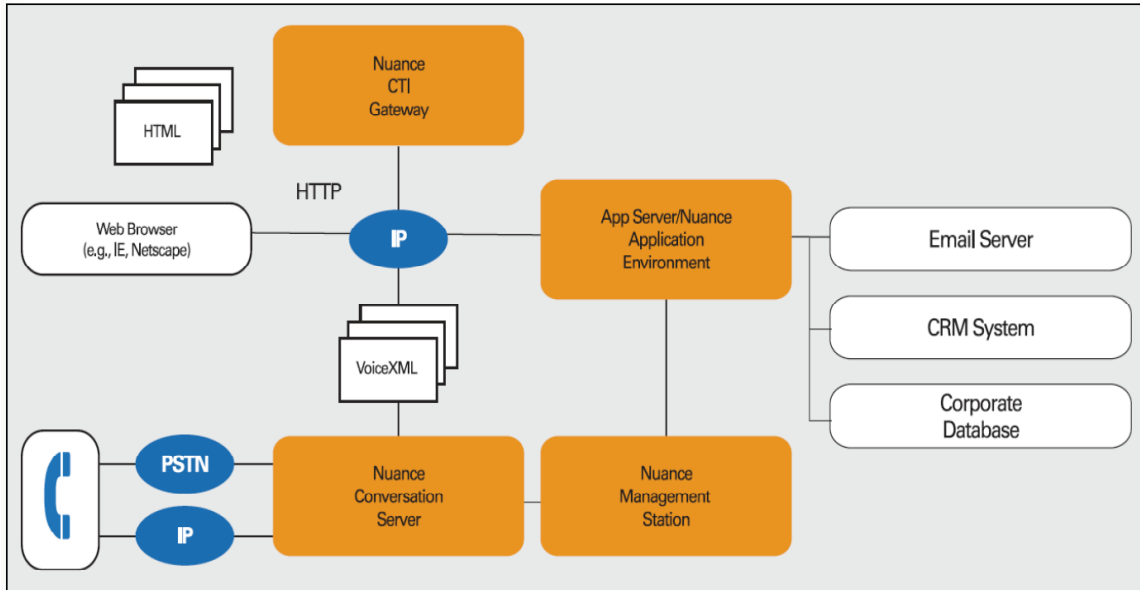 Nuance
CTI
Gateway
HTML
HTTP
Web Browser
(e.g., IE, Netscape)
IP
App Server/Nuance
Application
Environment
Email Server
CRM System
Corporate
Database
VoiceXML
PSTN
IP
Nuance
Conversation
Server
Nuance
Management
Station